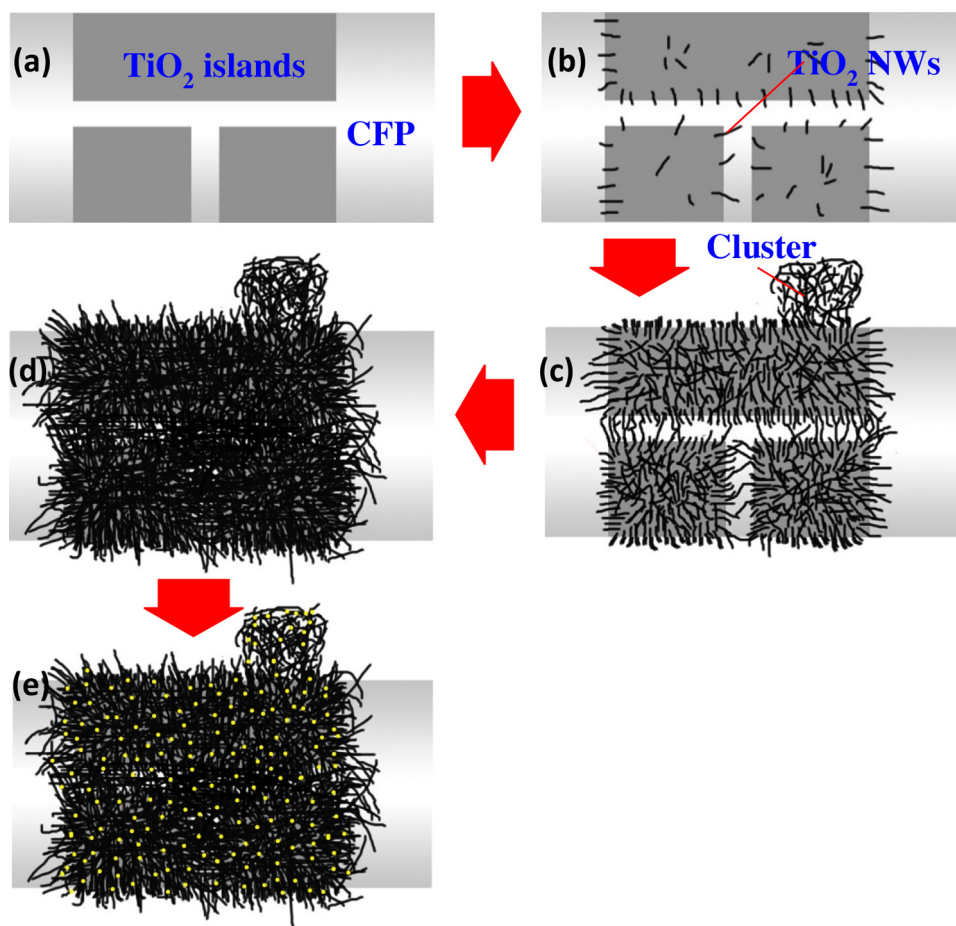 (a)
TiO₂ islands
CFP
(b)
TiO₂ NWs
Cluster
(c)
(d)
(e)